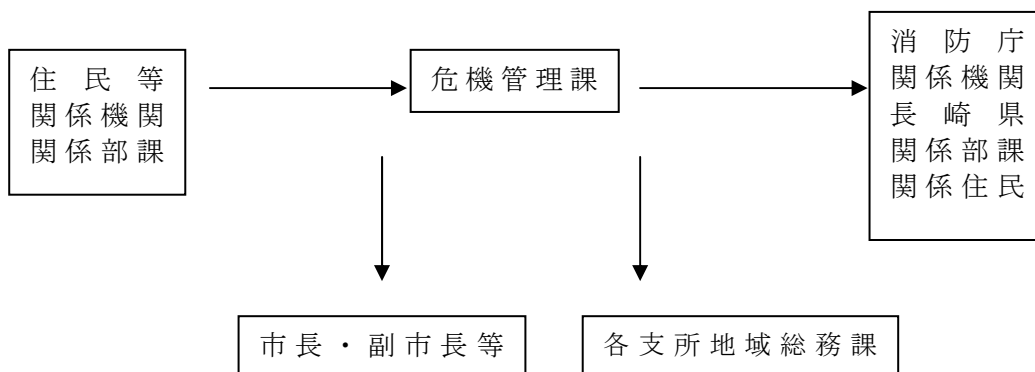 住民等
関係機関
関係部課
危機管理課
消防庁
関係機関
長崎県
関係部課
関係住民
市長・副市長等
各支所地域総務課